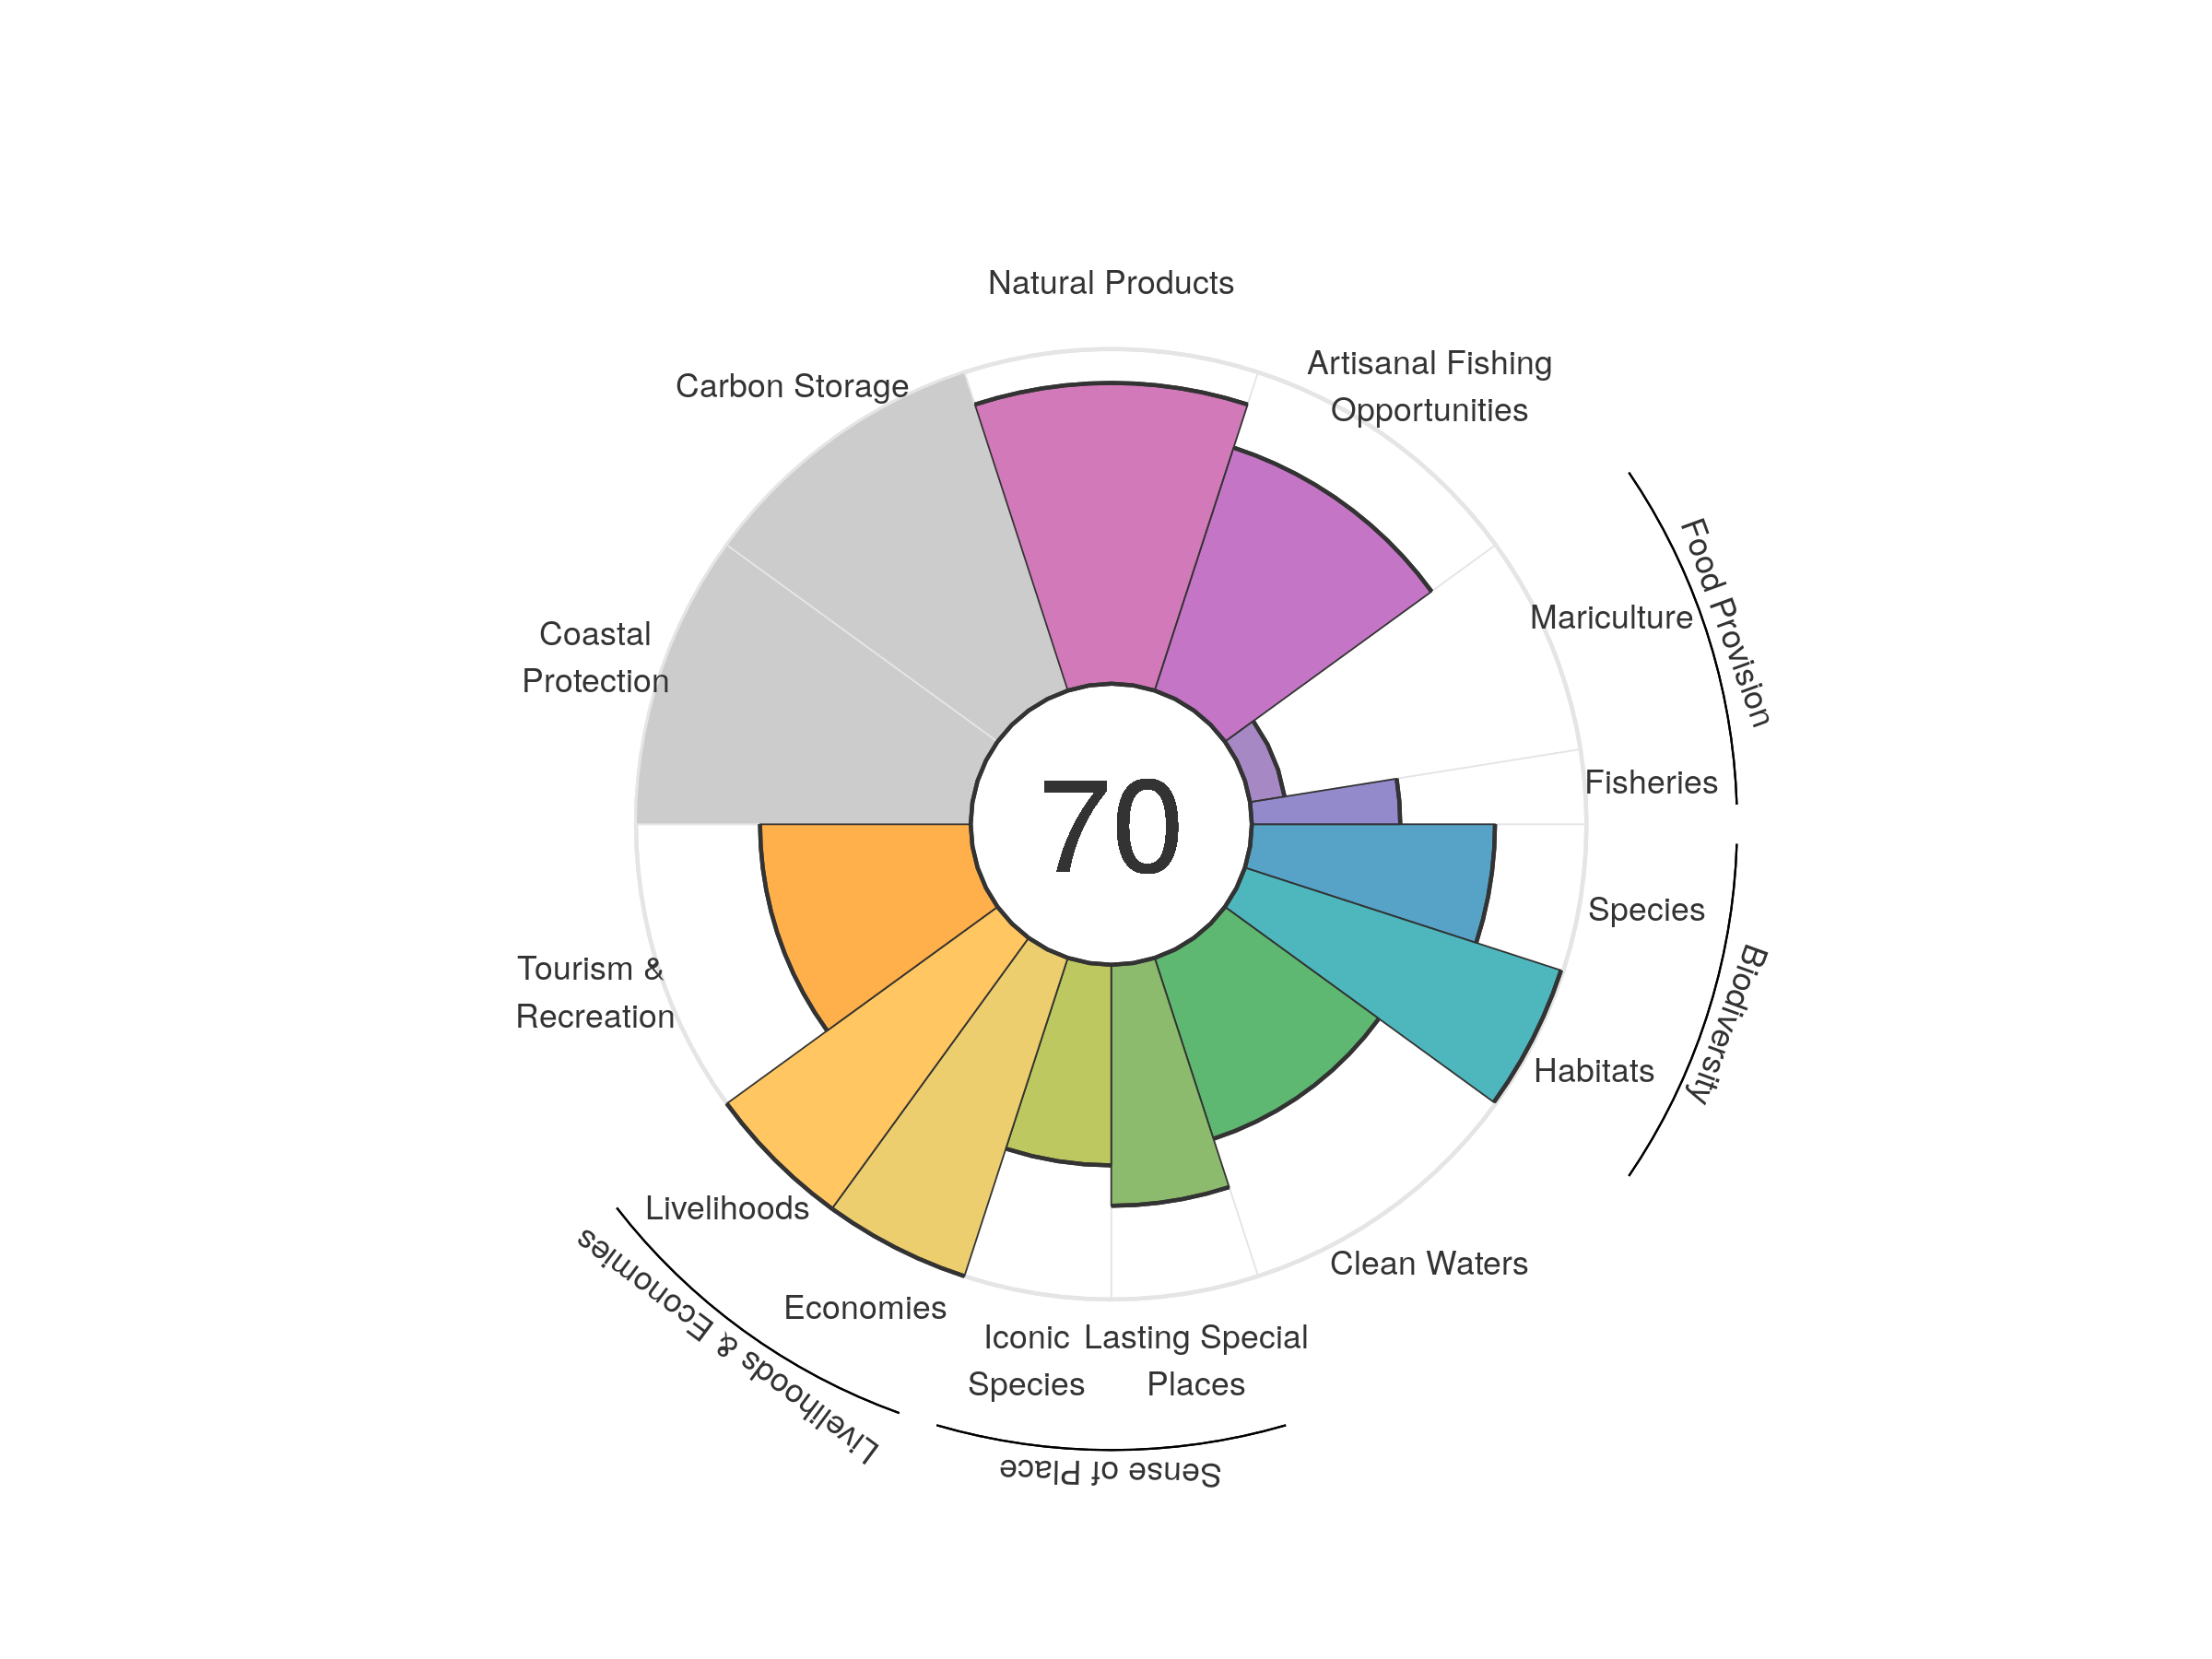 Natural Products
Artisanal Fishing
Opportunities
Carbon Storage
Food Provision
Mariculture
Coastal
Protection
Fisheries
70
Species
Biodiversity
Tourism &
Recreation
Habitats
Livelihoods
Clean Waters
Economies
Livelihoods & Economies
Iconic
Species
Lasting Special
Places
Sense of Place